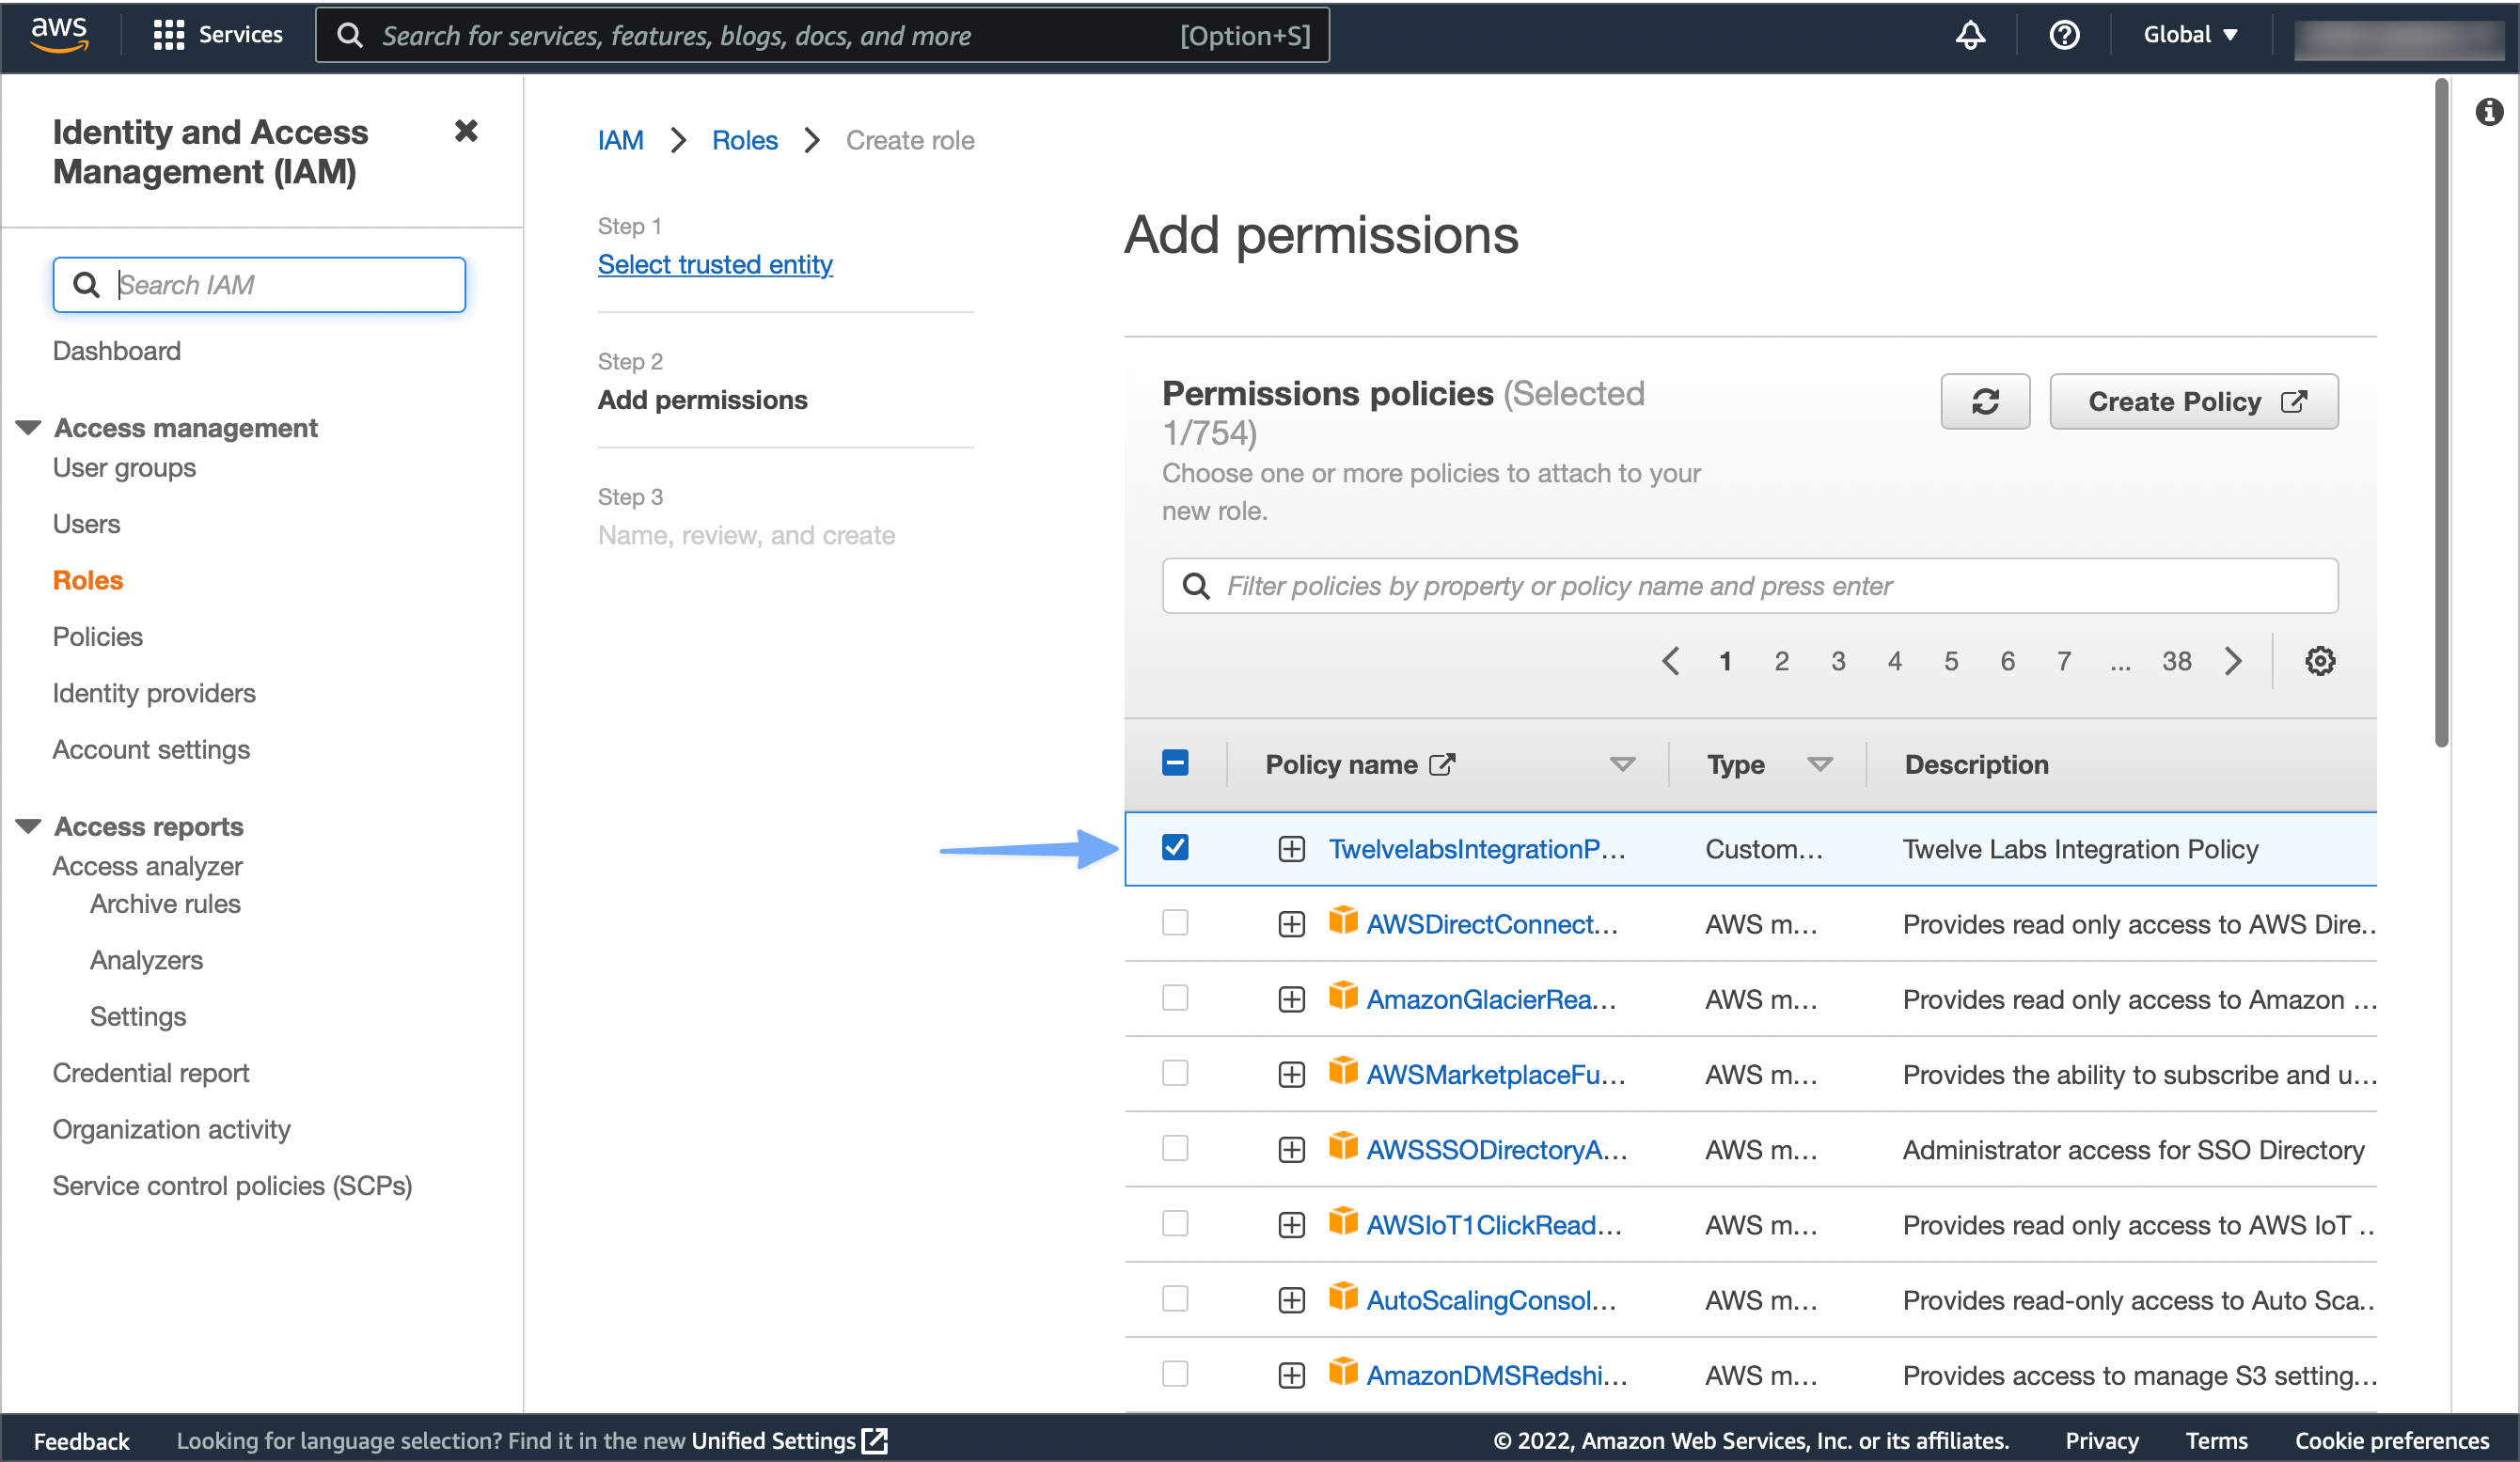 aws
Services
Search for services, features, blogs, docs, and more
[Option+S]
Global
Identity and Access
Management (IAM)
Search IAM
Dashboard
Access management
User groups
Users
Roles
Policies
Identity providers
Account settings
Access reports
Access analyzer
Archive rules
Analyzers
Settings
Credential report
Organization activity
Service control policies (SCPs)
IAM > Roles > Create role
Step 1
Select trusted entity
Step 2
Add permissions
Step 3
Name, review, and create
Add permissions
Permissions policies (Selected
1/754)
Choose one or more policies to attach to your
new role.
Create Policy
Filter policies by property or policy name and press enter
1 2 3 4 5 6 7 ... 38
Policy name Type Description
TwelvelabsIntegrationP... Custom... Twelve Labs Integration Policy
AWSDirectConnect... AWS m... Provides read only access to AWS Dire..
AmazonGlacierRea... AWS m... Provides read only access to Amazon ...
AWSMarketplaceFu... AWS m... Provides the ability to subscribe and u...
AWSSSODirectoryA... AWS m... Administrator access for SSO Directory
AWSIoT1ClickRead... AWS m... Provides read only access to AWS IoT ..
AutoScalingConsol... AWS m... Provides read-only access to Auto Sca..
AmazonDMSRedshi... AWS m... Provides access to manage S3 setting...
Feedback
Looking for language selection? Find it in the new Unified Settings
© 2022, Amazon Web Services, Inc. or its affiliates.
Privacy
Terms
Cookie preferences